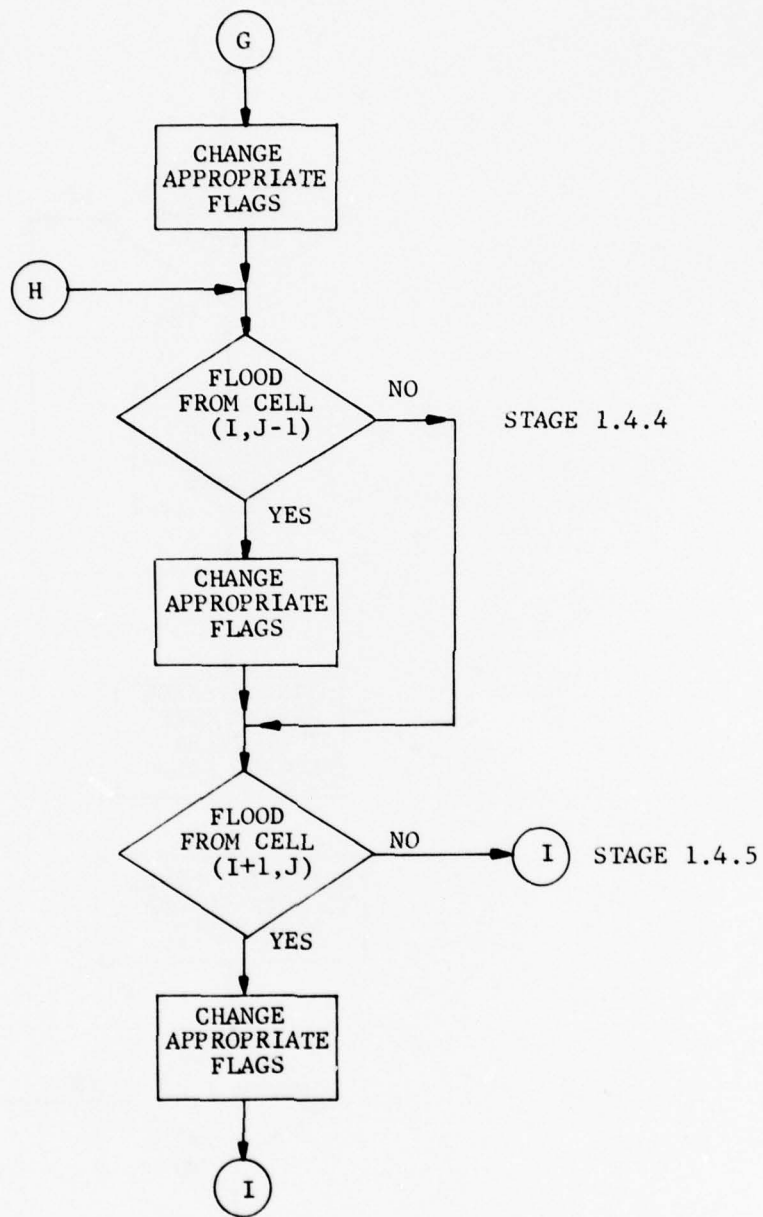 G
CHANGE
APPROPRIATE
FLAGS
H
FLOOD
FROM CELL
(I,J-1)
NO
STAGE 1.4.4
YES
CHANGE
APPROPRIATE
FLAGS
FLOOD
FROM CELL
(I+1,J)
NO
I
STAGE 1.4.5
YES
CHANGE
APPROPRIATE
FLAGS
I